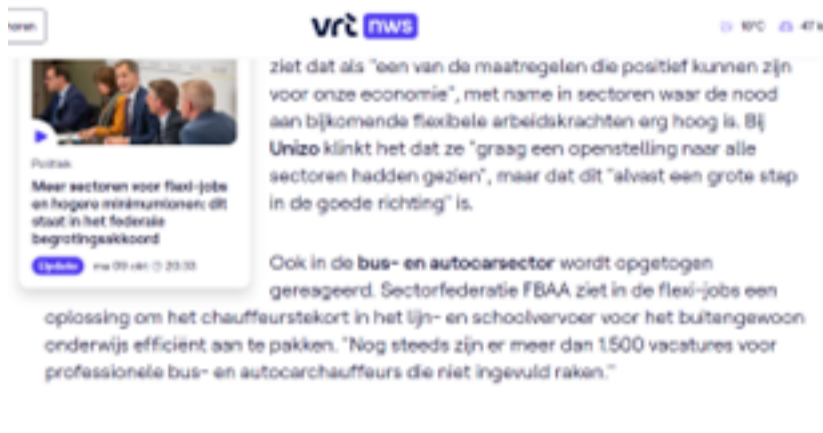 vrt nws
10°C
ziet dat als "een van de maatregelen die positief kunnen zijn
voor onze economie", met name in sectoren waar de nood
aan bijkomende flexibele arbeidskrachten erg hoog is. Bij
Unizo klinkt het dat ze "graag een openstelling naar alle
sectoren hadden gezien", maar dat dit "alvast een grote stap
in de goede richting" is.
Politiek
Meer sectoren voor flexi-jobs
en hogere minimumlonen: dit
staat in het federale
begrotingsakkoord
Update ma 09 okt 20:33
Ook in de bus- en autocarsector wordt opgetogen
gereageerd. Sectorfederatie FBAA ziet in de flexi-jobs een
oplossing om het chauffeurstekort in het lijn- en schoolvervoer voor het buitengewoon
onderwijs efficiënt aan te pakken. "Nog steeds zijn er meer dan 1.500 vacatures voor
professionele bus- en autocarchauffeurs die niet ingevuld raken."